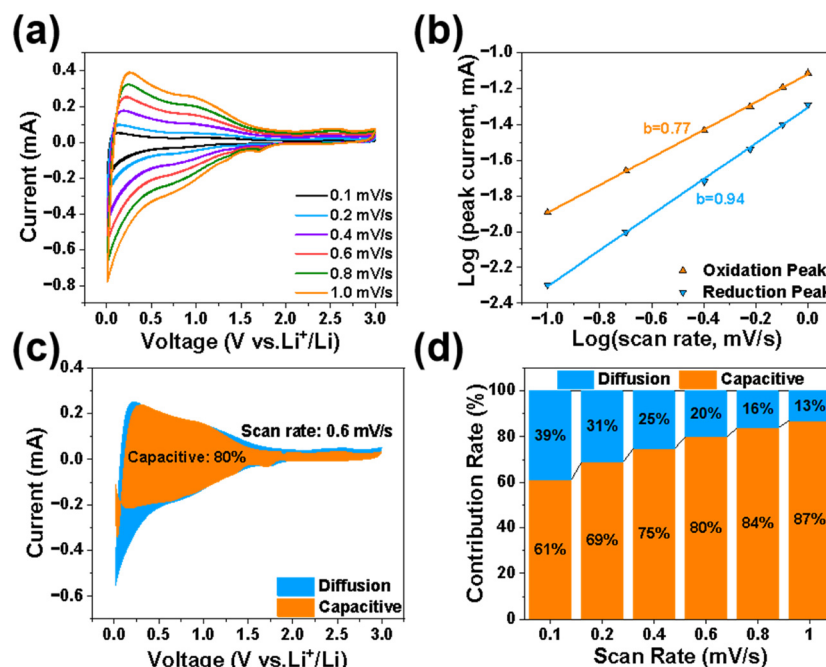 (a)
0.4
0.2
0.0
−0.2
−0.4
−0.6
−0.8
Current (mA)
0.1 mV/s
0.2 mV/s
0.4 mV/s
0.6 mV/s
0.8 mV/s
1.0 mV/s
0.0 0.5 1.0 1.5 2.0 2.5 3.0
Voltage (V vs.Li⁺/Li)
(b)
−1.0
−1.2
−1.4
−1.6
−1.8
−2.0
−2.2
−2.4
Log (peak current, mA)
b=0.77
b=0.94
Oxidation Peak
Reduction Peak
−1.0 −0.8 −0.6 −0.4 −0.2 0.0
Log(scan rate, mV/s)
(c)
0.4
0.2
0.0
−0.2
−0.4
−0.6
Current (mA)
Scan rate: 0.6 mV/s
Capacitive: 80%
Diffusion
Capacitive
0.0 0.5 1.0 1.5 2.0 2.5 3.0
Voltage (V vs.Li⁺/Li)
(d)
100
80
60
40
20
0
Contribution Rate (%)
Diffusion Capacitive
39% 31% 25% 20% 16% 13%
61% 69% 75% 80% 84% 87%
0.1 0.2 0.4 0.6 0.8 1
Scan Rate (mV/s)